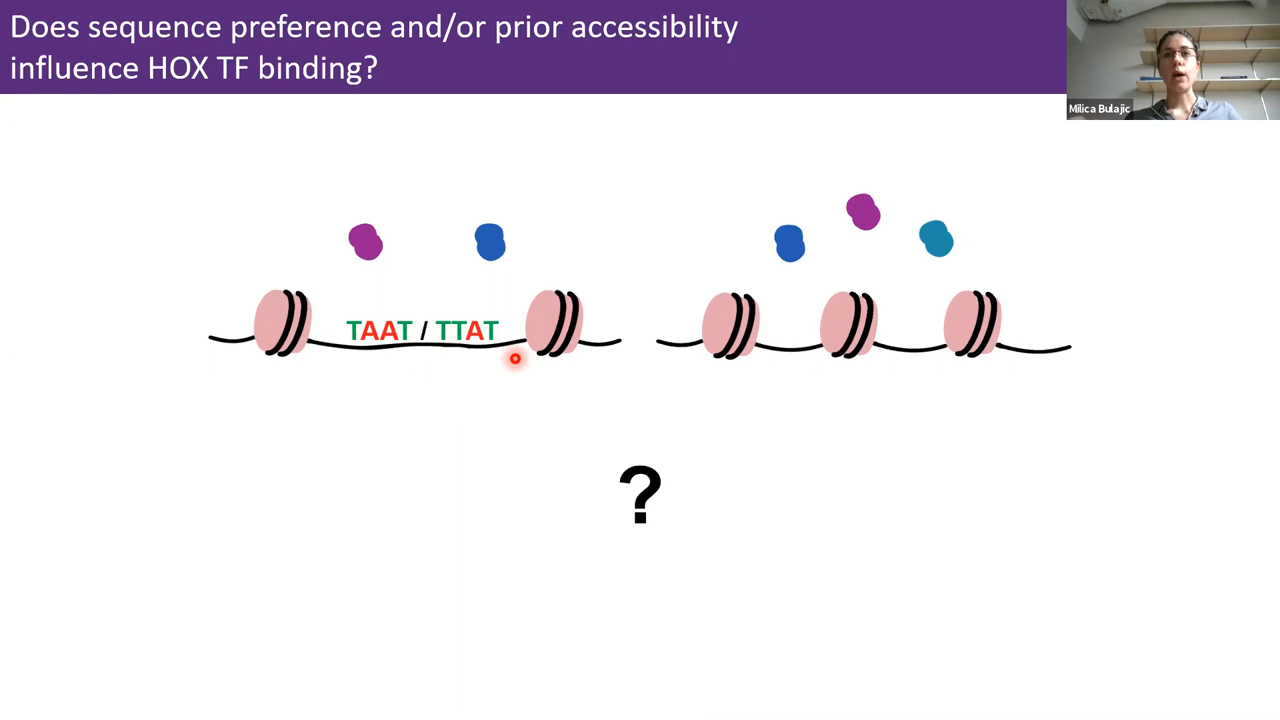 Does sequence preference and/or prior accessibility
influence HOX TF binding?
Milica Bulajic
TAAT / TTAT
?